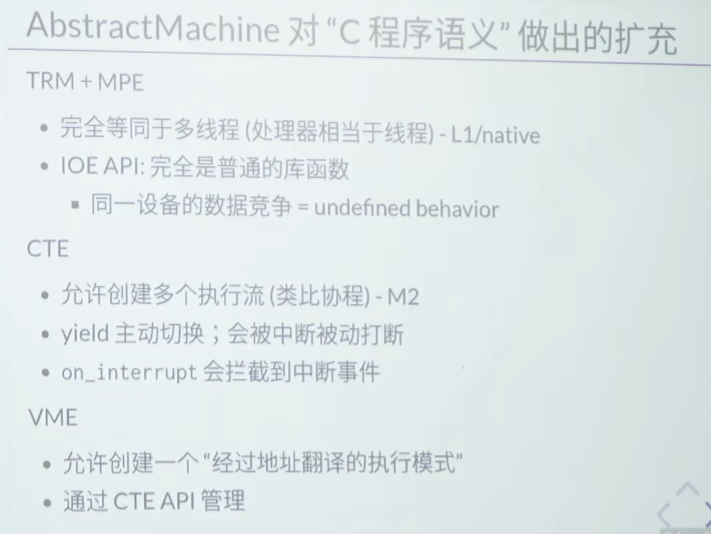 AbstractMachine 对 “C 程序语义” 做出的扩充
TRM + MPE
• 完全等同于多线程 (处理器相当于线程) - L1/native
• IOE API: 完全是普通的库函数
▪ 同一设备的数据竞争 = undefined behavior
CTE
• 允许创建多个执行流 (类比协程) - M2
• yield 主动切换；会被中断被动打断
• on_interrupt 会拦截到中断事件
VME
• 允许创建一个 “经过地址翻译的执行模式”
• 通过 CTE API 管理